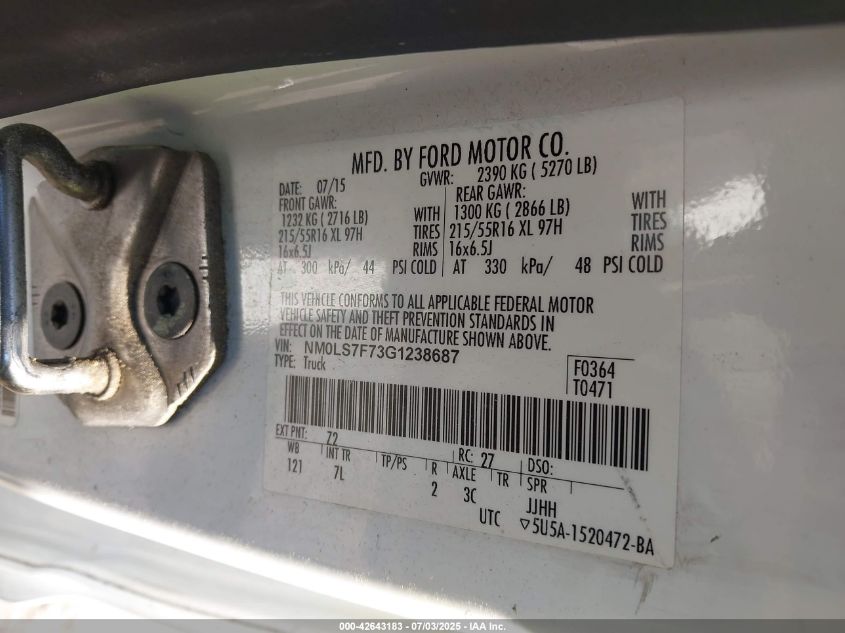 MFD. BY FORD MOTOR CO.
DATE: 07/15 GVWR: 2390 KG ( 5270 LB)
FRONT GAWR: REAR GAWR:
1232 KG ( 2716 LB) WITH 1300 KG ( 2866 LB) WITH
215/55R16 XL 97H TIRES 215/55R16 XL 97H TIRES
16x6.5J RIMS 16x6.5J RIMS
AT 300 kPa/ 44 PSI COLD AT 330 kPa/ 48 PSI COLD
THIS VEHICLE CONFORMS TO ALL APPLICABLE FEDERAL MOTOR
VEHICLE SAFETY AND THEFT PREVENTION STANDARDS IN
EFFECT ON THE DATE OF MANUFACTURE SHOWN ABOVE.
VIN: NM0LS7F73G1238687
TYPE: Truck
F0364
T0471
EXT PNT: Z2 RC: 27 DSO:
WB INT TR TP/PS R AXLE TR SPR
121 7L 2 3C JJHH
UTC ▽5U5A-1520472-BA
000-42643183 - 07/03/2025 - IAA Inc.